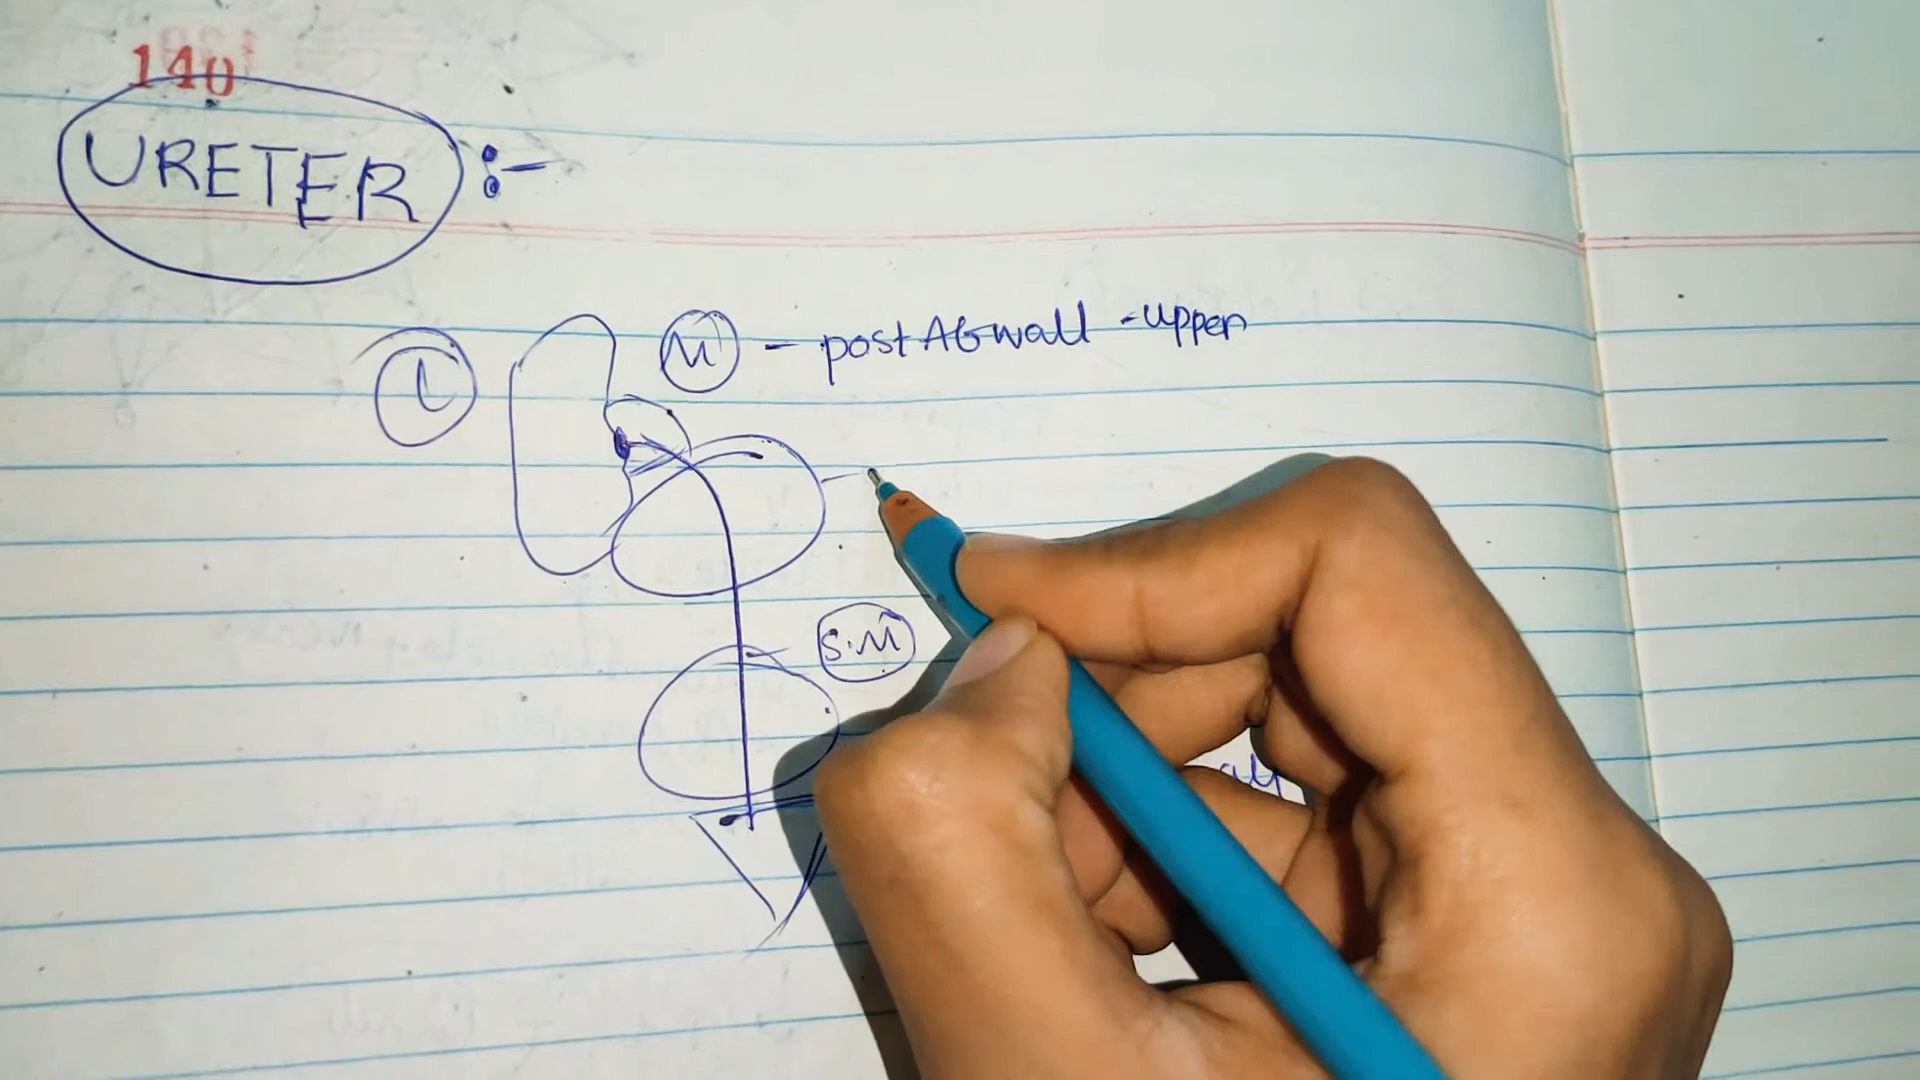 140
URETER :-
L
M - post AG wall - upper
S.M